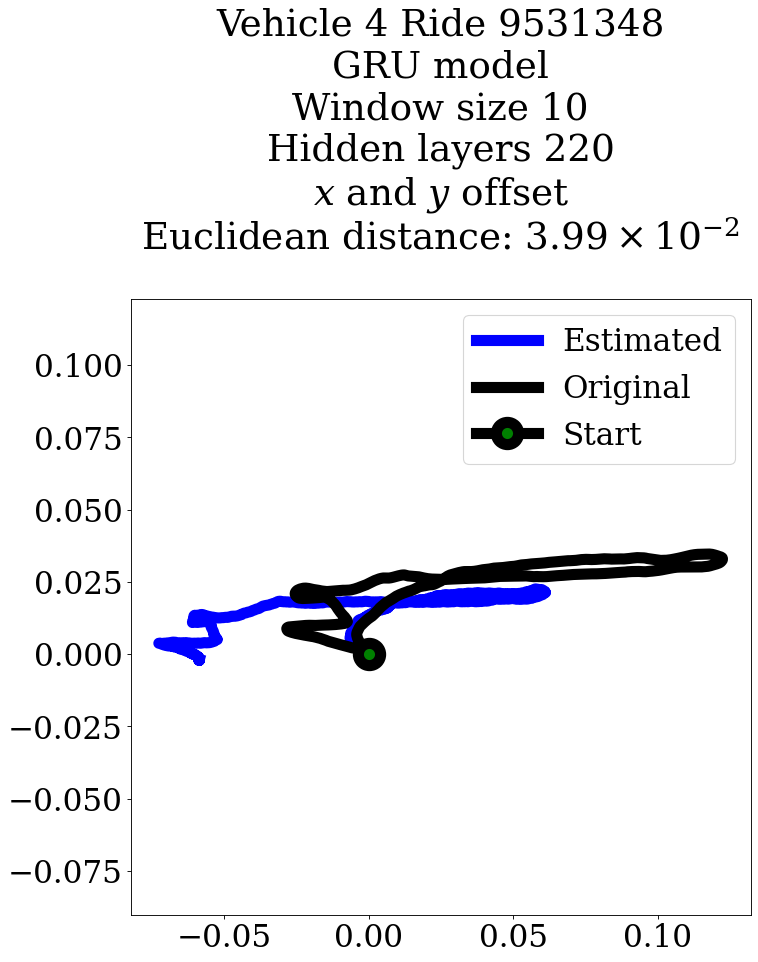 Vehicle 4 Ride 9531348
GRU model
Window size 10
Hidden layers 220
x and y offset
Euclidean distance: 3.99 × 10⁻²
Estimated
Original
Start
0.100
0.075
0.050
0.025
0.000
−0.025
−0.050
−0.075
−0.05 0.00 0.05 0.10